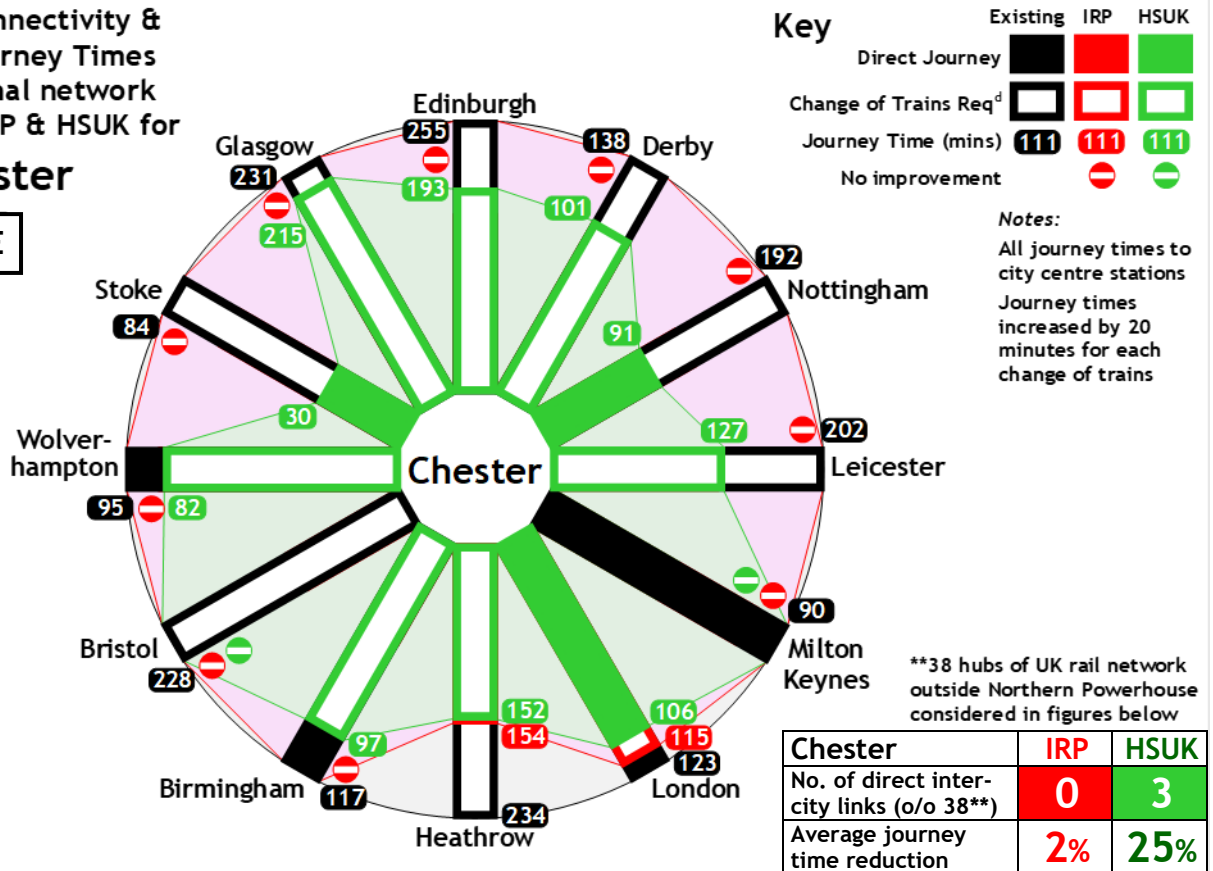 nnectivity &
rney Times
nal network
P & HSUK for
ster
Key
Existing IRP HSUK
Direct Journey
Change of Trains Reqd
Journey Time (mins) 111 111 111
No improvement
Notes:
All journey times to
city centre stations
Journey times
increased by 20
minutes for each
change of trains
Edinburgh
255
193
Derby
138
101
Nottingham
192
91
Leicester
202
127
Milton
Keynes
90
London
106
115
123
Heathrow
152
154
234
Birmingham
97
117
Bristol
228
Wolver-
hampton
95
82
Stoke
84
30
Glasgow
231
215
Chester
**38 hubs of UK rail network
outside Northern Powerhouse
considered in figures below
Chester IRP HSUK
No. of direct inter-
city links (o/o 38**) 0 3
Average journey
time reduction 2% 25%